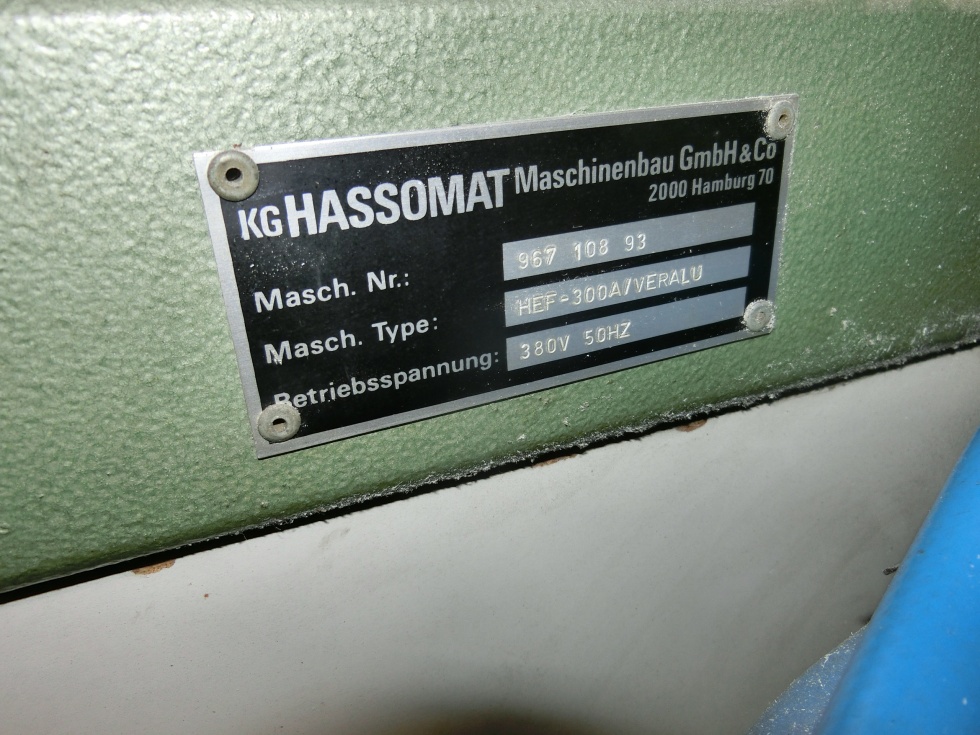 KG HASSOMAT Maschinenbau GmbH & Co
2000 Hamburg 70
Masch. Nr.: 967 108 93
Masch. Type: HEF-300A/VERALU
Betriebsspannung: 380V 50HZ